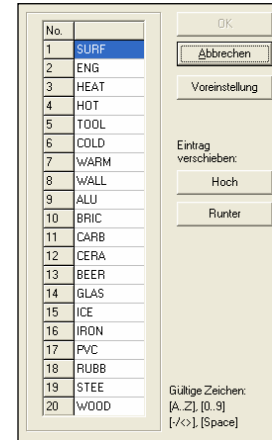 No.
1 SURF
2 ENG
3 HEAT
4 HOT
5 TOOL
6 COLD
7 WARM
8 WALL
9 ALU
10 BRIC
11 CARB
12 CERA
13 BEER
14 GLAS
15 ICE
16 IRON
17 PVC
18 RUBB
19 STEE
20 WOOD
OK
Abbrechen
Voreinstellung
Eintrag
verschieben:
Hoch
Runter
Gültige Zeichen:
[A..Z], [0..9]
[-/<>], [Space]